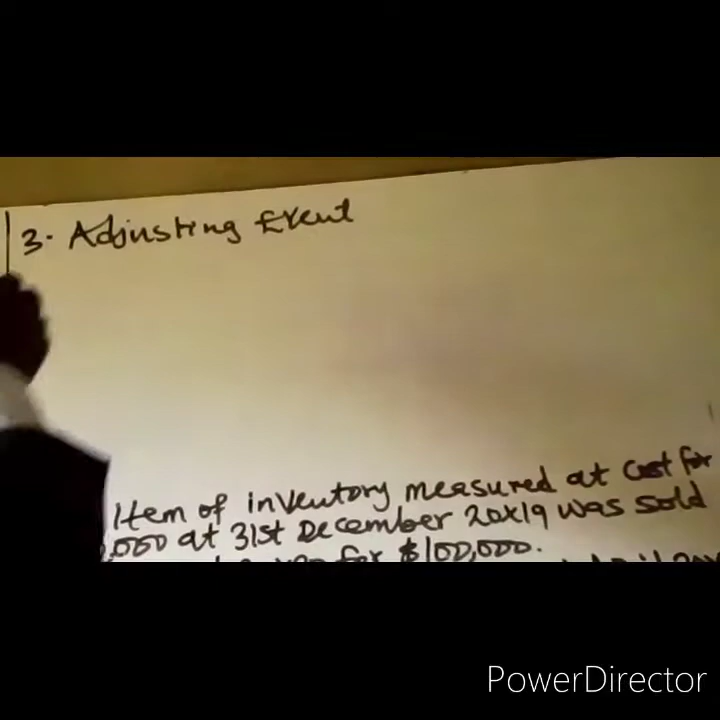 3. Adjusting Event
Item of inventory measured at cost for
,000 at 31st December 20X19 was sold
for $100,000.
PowerDirector